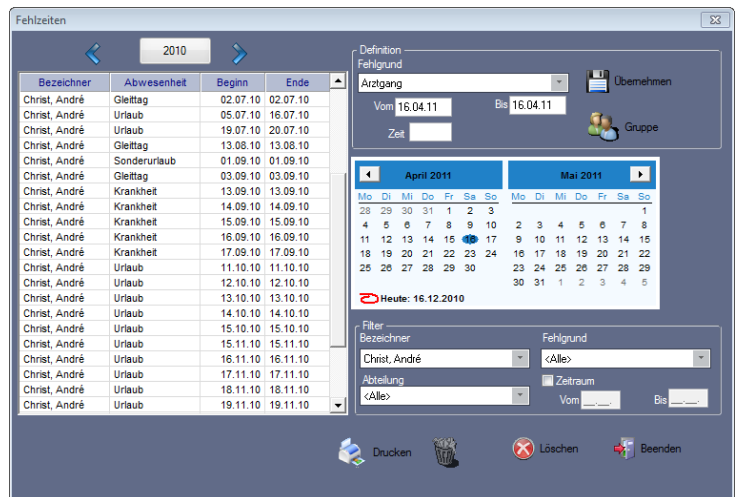 Fehlzeiten
2010
Bezeichner Abwesenheit Beginn Ende
Christ, André Gleittag 02.07.10 02.07.10
Christ, André Urlaub 05.07.10 16.07.10
Christ, André Urlaub 19.07.10 20.07.10
Christ, André Gleittag 13.08.10 13.08.10
Christ, André Sonderurlaub 01.09.10 01.09.10
Christ, André Gleittag 03.09.10 03.09.10
Christ, André Krankheit 13.09.10 13.09.10
Christ, André Krankheit 14.09.10 14.09.10
Christ, André Krankheit 15.09.10 15.09.10
Christ, André Krankheit 16.09.10 16.09.10
Christ, André Krankheit 17.09.10 17.09.10
Christ, André Urlaub 11.10.10 11.10.10
Christ, André Urlaub 12.10.10 12.10.10
Christ, André Urlaub 13.10.10 13.10.10
Christ, André Urlaub 14.10.10 14.10.10
Christ, André Urlaub 15.10.10 15.10.10
Christ, André Urlaub 15.11.10 15.11.10
Christ, André Urlaub 16.11.10 16.11.10
Christ, André Urlaub 17.11.10 17.11.10
Christ, André Urlaub 18.11.10 18.11.10
Christ, André Urlaub 19.11.10 19.11.10
Definition
Fehlgrund
Arztgang
Übernehmen
Vom 16.04.11 Bis 16.04.11
Zeit
Gruppe
April 2011 Mai 2011
Mo Di Mi Do Fr Sa So Mo Di Mi Do Fr Sa So
28 29 30 31 1 2 3 1
4 5 6 7 8 9 10 2 3 4 5 6 7 8
11 12 13 14 15 16 17 9 10 11 12 13 14 15
18 19 20 21 22 23 24 16 17 18 19 20 21 22
25 26 27 28 29 30 23 24 25 26 27 28 29
30 31 1 2 3 4 5
Heute: 16.12.2010
Filter
Bezeichner Fehlgrund
Christ, André <Alle>
Abteilung Zeitraum
<Alle>
Vom __.__. Bis __.__.
Drucken Löschen Beenden